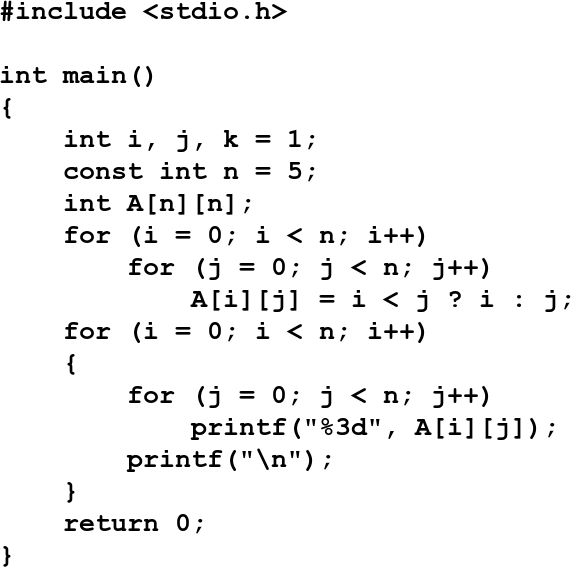 #include <stdio.h>

int main()
{
    int i, j, k = 1;
    const int n = 5;
    int A[n][n];
    for (i = 0; i < n; i++)
        for (j = 0; j < n; j++)
            A[i][j] = i < j ? i : j;
    for (i = 0; i < n; i++)
    {
        for (j = 0; j < n; j++)
            printf("%3d", A[i][j]);
        printf("\n");
    }
    return 0;
}